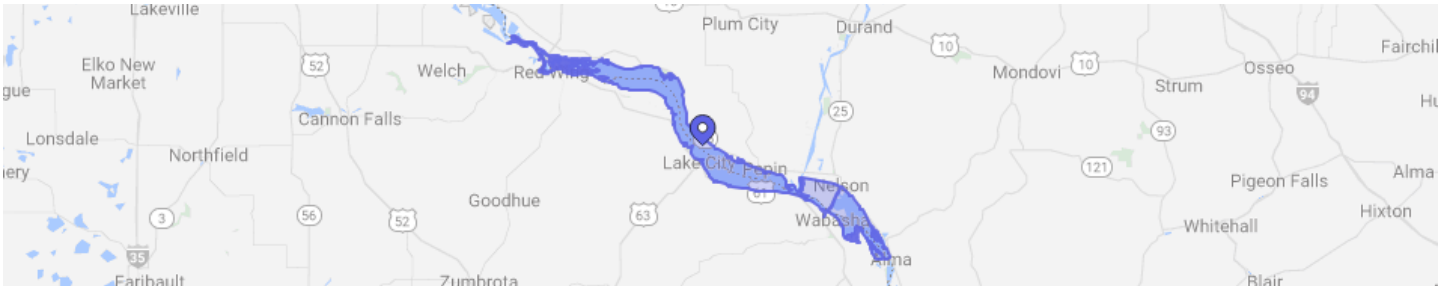 Lakeville
Plum City
Durand
10
Fairchil
Elko New
Market
52
Welch
Red Wing
Mondovi
10
Osseo
gue
Strum
94
25
Cannon Falls
Lonsdale
93
Northfield
Lake City
Pepin
121
ery
Nelson
Pigeon Falls
Alma
Goodhue
3
56
52
63
61
Wabasha
Whitehall
Hixton
35
Alma
Faribault
Zumbrota
Blair